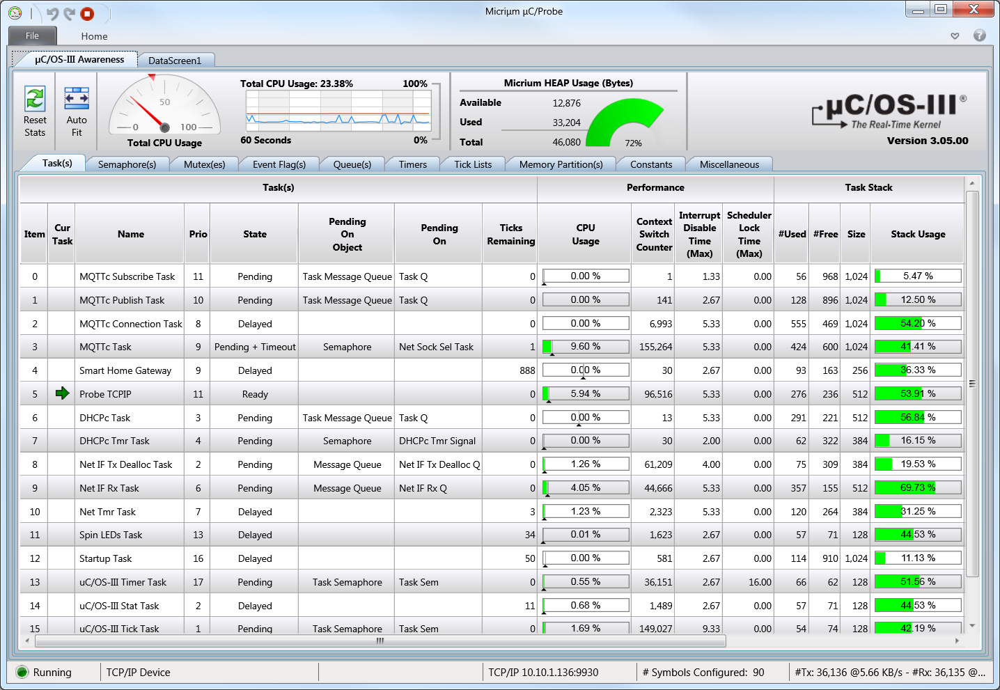 Micriµm µC/Probe
File Home
µC/OS-III Awareness DataScreen1
Reset Stats
Auto Fit
50
0 100
Total CPU Usage
Total CPU Usage: 23.38% 100%
60 Seconds 0%
Micrium HEAP Usage (Bytes)
Available 12,876
Used 33,204
Total 46,080
72%
µC/OS-III®
The Real-Time Kernel
Version 3.05.00
Task(s) Semaphore(s) Mutex(es) Event Flag(s) Queue(s) Timers Tick Lists Memory Partition(s) Constants Miscellaneous
Task(s) Performance Task Stack
Item Cur Task Name Prio State Pending On Object Pending On Ticks Remaining CPU Usage Context Switch Counter Interrupt Disable Time (Max) Scheduler Lock Time (Max) #Used #Free Size Stack Usage
0 MQTTc Subscribe Task 11 Pending Task Message Queue Task Q 0 0.00 % 1 1.33 0.00 56 968 1,024 5.47 %
1 MQTTc Publish Task 10 Pending Task Message Queue Task Q 0 0.00 % 141 2.67 0.00 128 896 1,024 12.50 %
2 MQTTc Connection Task 8 Delayed 0 0.00 % 6,993 5.33 0.00 555 469 1,024 54.20 %
3 MQTTc Task 9 Pending + Timeout Semaphore Net Sock Sel Task 1 9.60 % 155,264 5.33 0.00 424 600 1,024 41.41 %
4 Smart Home Gateway 9 Delayed 888 0.00 % 30 2.67 0.00 93 163 256 36.33 %
5 Probe TCPIP 11 Ready 0 5.94 % 96,516 5.33 0.00 276 236 512 53.91 %
6 DHCPc Task 3 Pending Task Message Queue Task Q 0 0.00 % 13 5.33 0.00 291 221 512 56.84 %
7 DHCPc Tmr Task 4 Pending Semaphore DHCPc Tmr Signal 0 0.00 % 30 2.00 0.00 62 322 384 16.15 %
8 Net IF Tx Dealloc Task 2 Pending Message Queue Net IF Tx Dealloc Q 0 1.26 % 61,209 4.00 0.00 75 309 384 19.53 %
9 Net IF Rx Task 6 Pending Message Queue Net IF Rx Q 0 4.05 % 44,666 5.33 0.00 357 155 512 69.73 %
10 Net Tmr Task 7 Delayed 3 1.23 % 2,323 5.33 0.00 120 264 384 31.25 %
11 Spin LEDs Task 13 Delayed 34 0.01 % 1,623 2.67 0.00 57 71 128 44.53 %
12 Startup Task 16 Delayed 50 0.00 % 581 2.67 0.00 114 910 1,024 11.13 %
13 uC/OS-III Timer Task 17 Pending Task Semaphore Task Sem 0 0.55 % 36,151 2.67 16.00 66 62 128 51.56 %
14 uC/OS-III Stat Task 2 Delayed 11 0.68 % 1,489 2.67 0.00 57 71 128 44.53 %
15 uC/OS-III Tick Task 1 Pending Task Semaphore Task Sem 0 1.69 % 149,027 9.33 0.00 54 74 128 42.19 %
Running TCP/IP Device TCP/IP 10.10.1.136:9930 # Symbols Configured: 90 #Tx: 36,136 @5.66 KB/s - #Rx: 36,135 @...